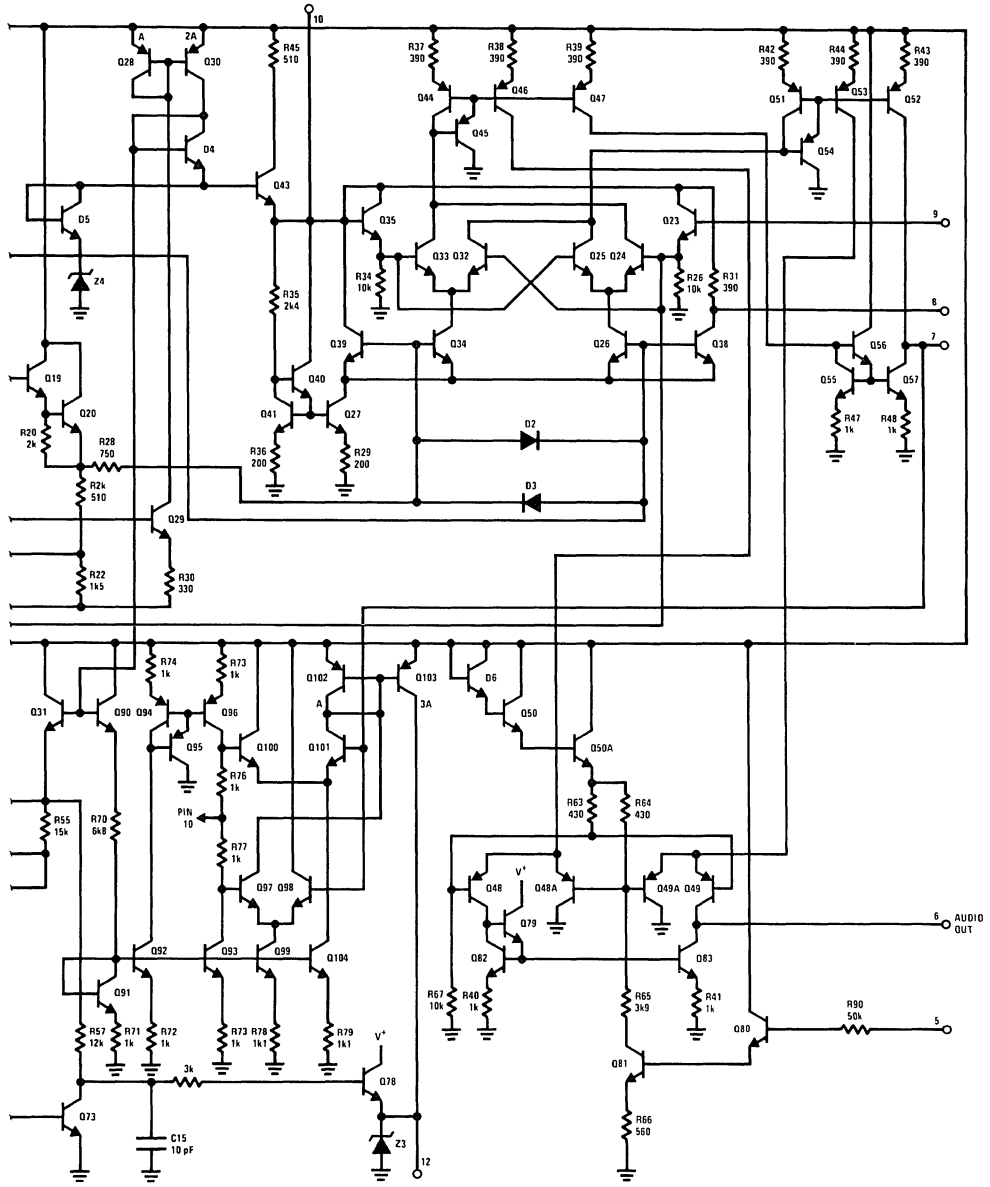 10
A
2A
Q28
Q30
R45
510
R37
390
R38
390
R39
390
R42
390
R44
390
R43
390
Q44
Q46
Q47
Q51
Q53
Q52
Q45
Q54
D4
Q43
D5
Z4
Q35
Q23
9
Q33
Q32
Q25
Q24
R34
10k
R26
10k
R31
390
R35
2k4
8
Q39
Q34
Q26
Q38
7
Q56
Q19
Q20
Q40
Q55
Q57
R20
2k
R28
750
Q41
Q27
R47
1k
R48
1k
R36
200
R29
200
D2
R2k
510
D3
Q29
R22
1k5
R30
330
R74
1k
R73
1k
Q102
Q103
D6
A
3A
Q31
Q90
Q94
Q96
Q50
Q95
Q100
Q101
Q50A
R76
1k
R63
430
R64
430
PIN
10
R55
15k
R70
6k8
R77
1k
V+
Q97
Q98
Q48
Q48A
Q49A
Q49
Q79
6
AUDIO
OUT
Q92
Q93
Q99
Q104
Q82
Q83
Q91
R67
10k
R40
1k
R65
3k9
R41
1k
R90
50k
5
R57
12k
R71
1k
R72
1k
R73
1k
R78
1k1
R79
1k1
V+
Q80
Q81
3k
Q78
Q73
C15
10 pF
Z3
R66
560
12